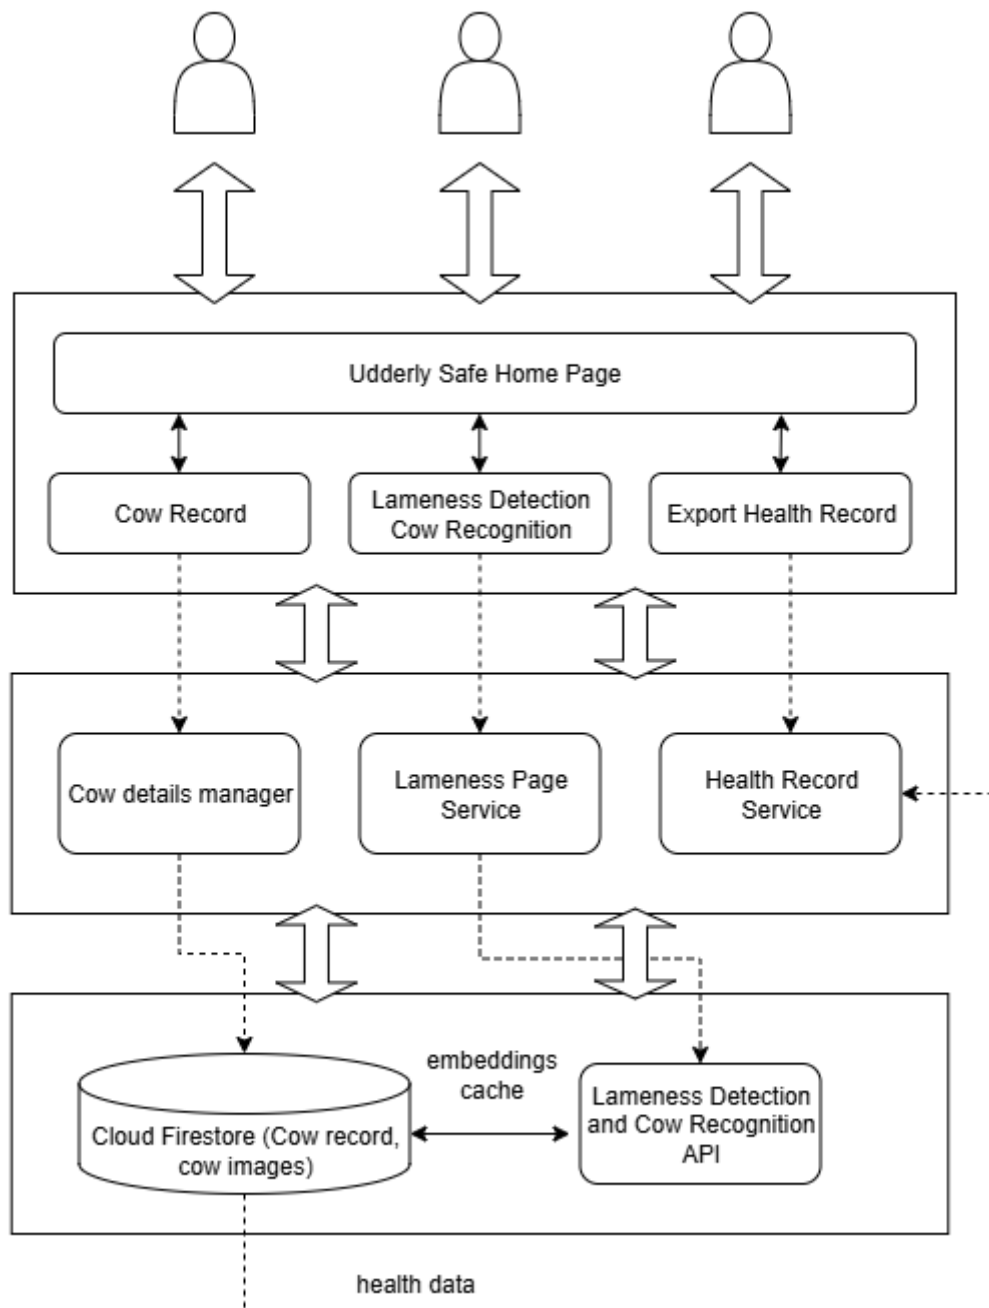 Udderly Safe Home Page
Cow Record
Lameness Detection
Cow Recognition
Export Health Record
Cow details manager
Lameness Page
Service
Health Record
Service
embeddings
cache
Cloud Firestore (Cow record,
cow images)
Lameness Detection
and Cow Recognition
API
health data